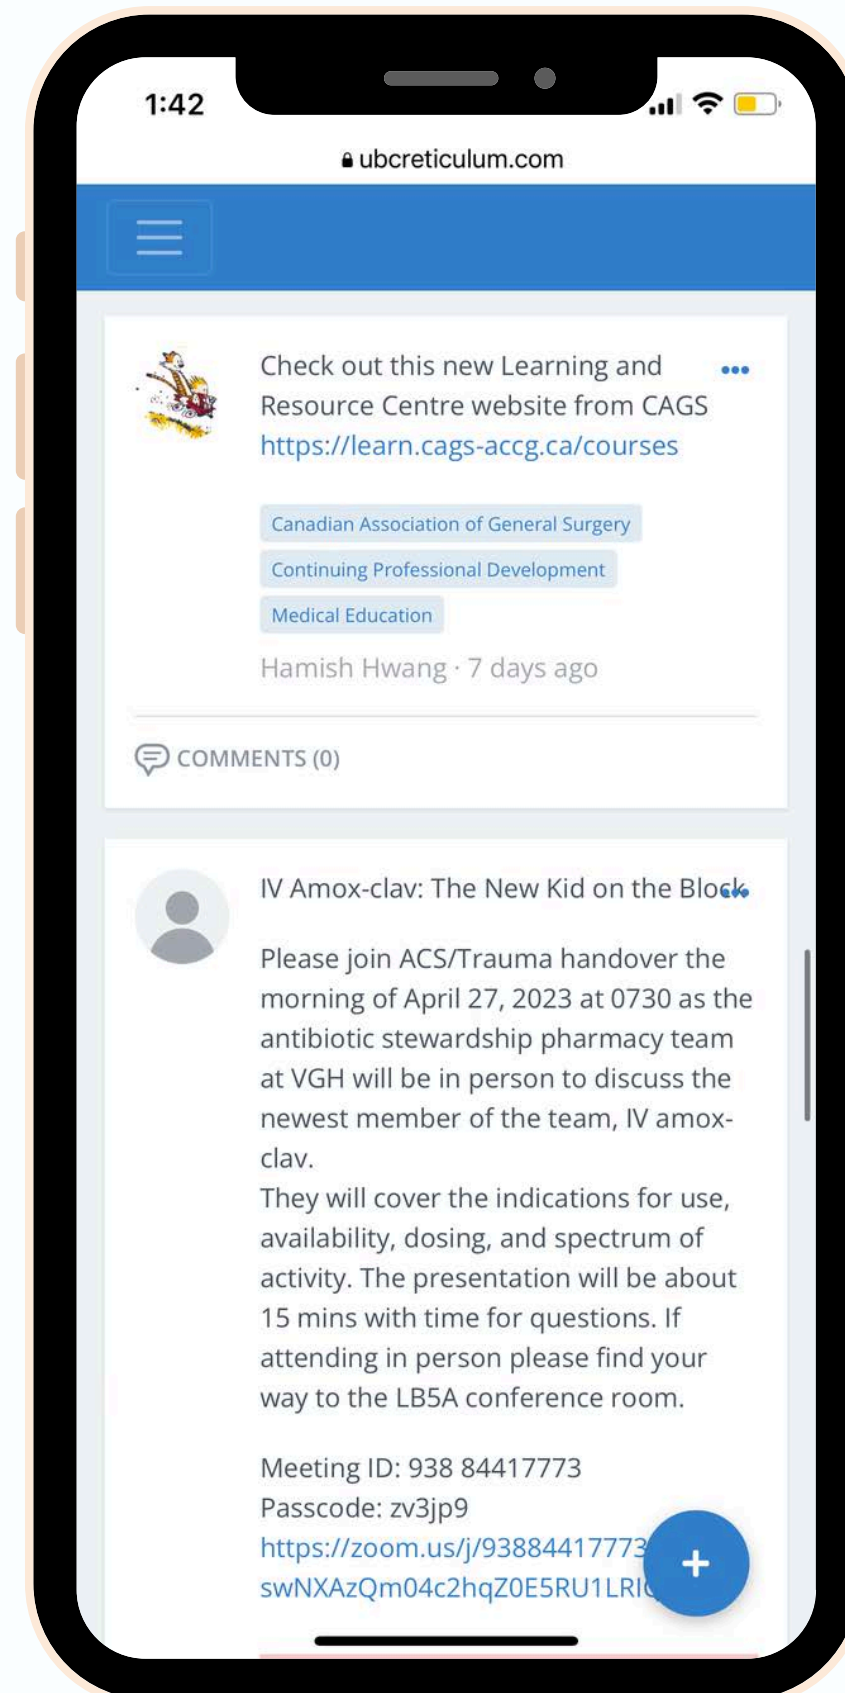 1:42
ubcreticulum.com
Check out this new Learning and
Resource Centre website from CAGS
https://learn.cags-accg.ca/courses
Canadian Association of General Surgery
Continuing Professional Development
Medical Education
Hamish Hwang · 7 days ago
COMMENTS (0)
IV Amox-clav: The New Kid on the Block
Please join ACS/Trauma handover the
morning of April 27, 2023 at 0730 as the
antibiotic stewardship pharmacy team
at VGH will be in person to discuss the
newest member of the team, IV amox-
clav.
They will cover the indications for use,
availability, dosing, and spectrum of
activity. The presentation will be about
15 mins with time for questions. If
attending in person please find your
way to the LB5A conference room.
Meeting ID: 938 84417773
Passcode: zv3jp9
https://zoom.us/j/93884417773
swNXAzQm04c2hqZ0E5RU1LRI